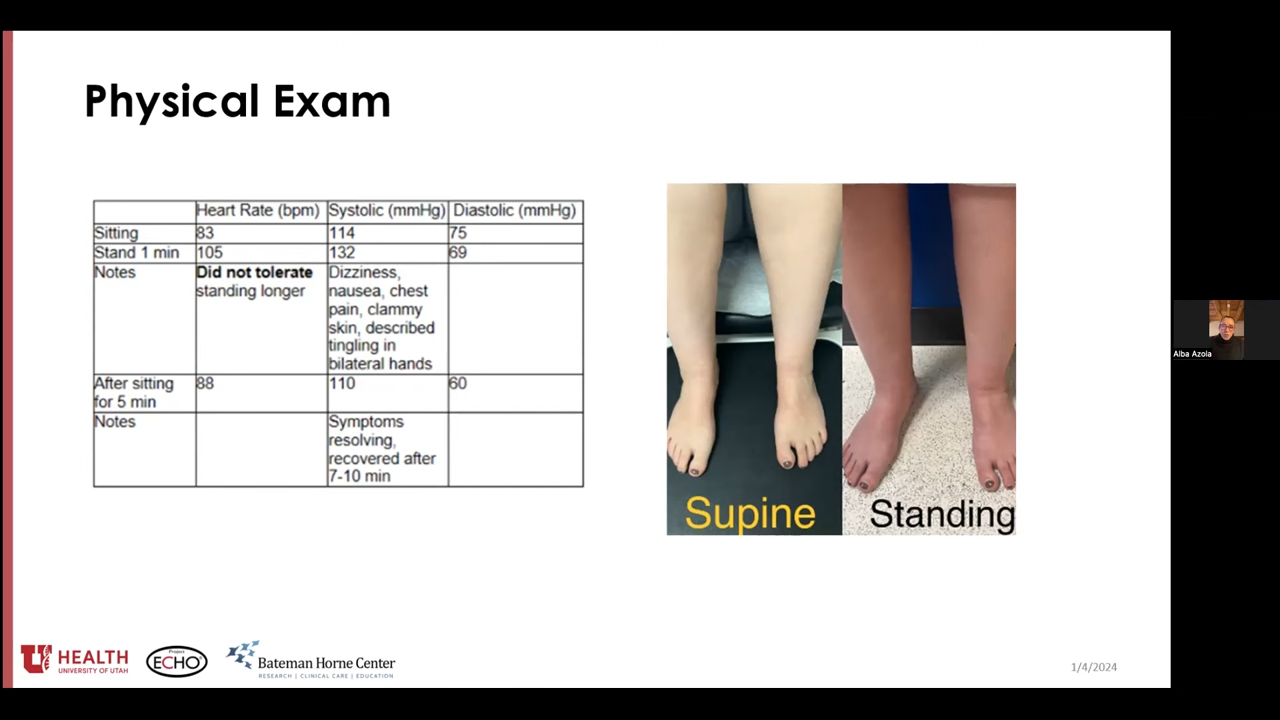 Physical Exam
Heart Rate (bpm) Systolic (mmHg) Diastolic (mmHg)
Sitting 83 114 75
Stand 1 min 105 132 69
Notes Did not tolerate Dizziness,
standing longer nausea, chest
pain, clammy
skin, described
tingling in
bilateral hands
After sitting 88 110 60
for 5 min
Notes Symptoms
resolving,
recovered after
7-10 min
Supine
Standing
Alba Azola
U HEALTH
UNIVERSITY OF UTAH
Project
ECHO
Bateman Horne Center
RESEARCH | CLINICAL CARE | EDUCATION
1/4/2024